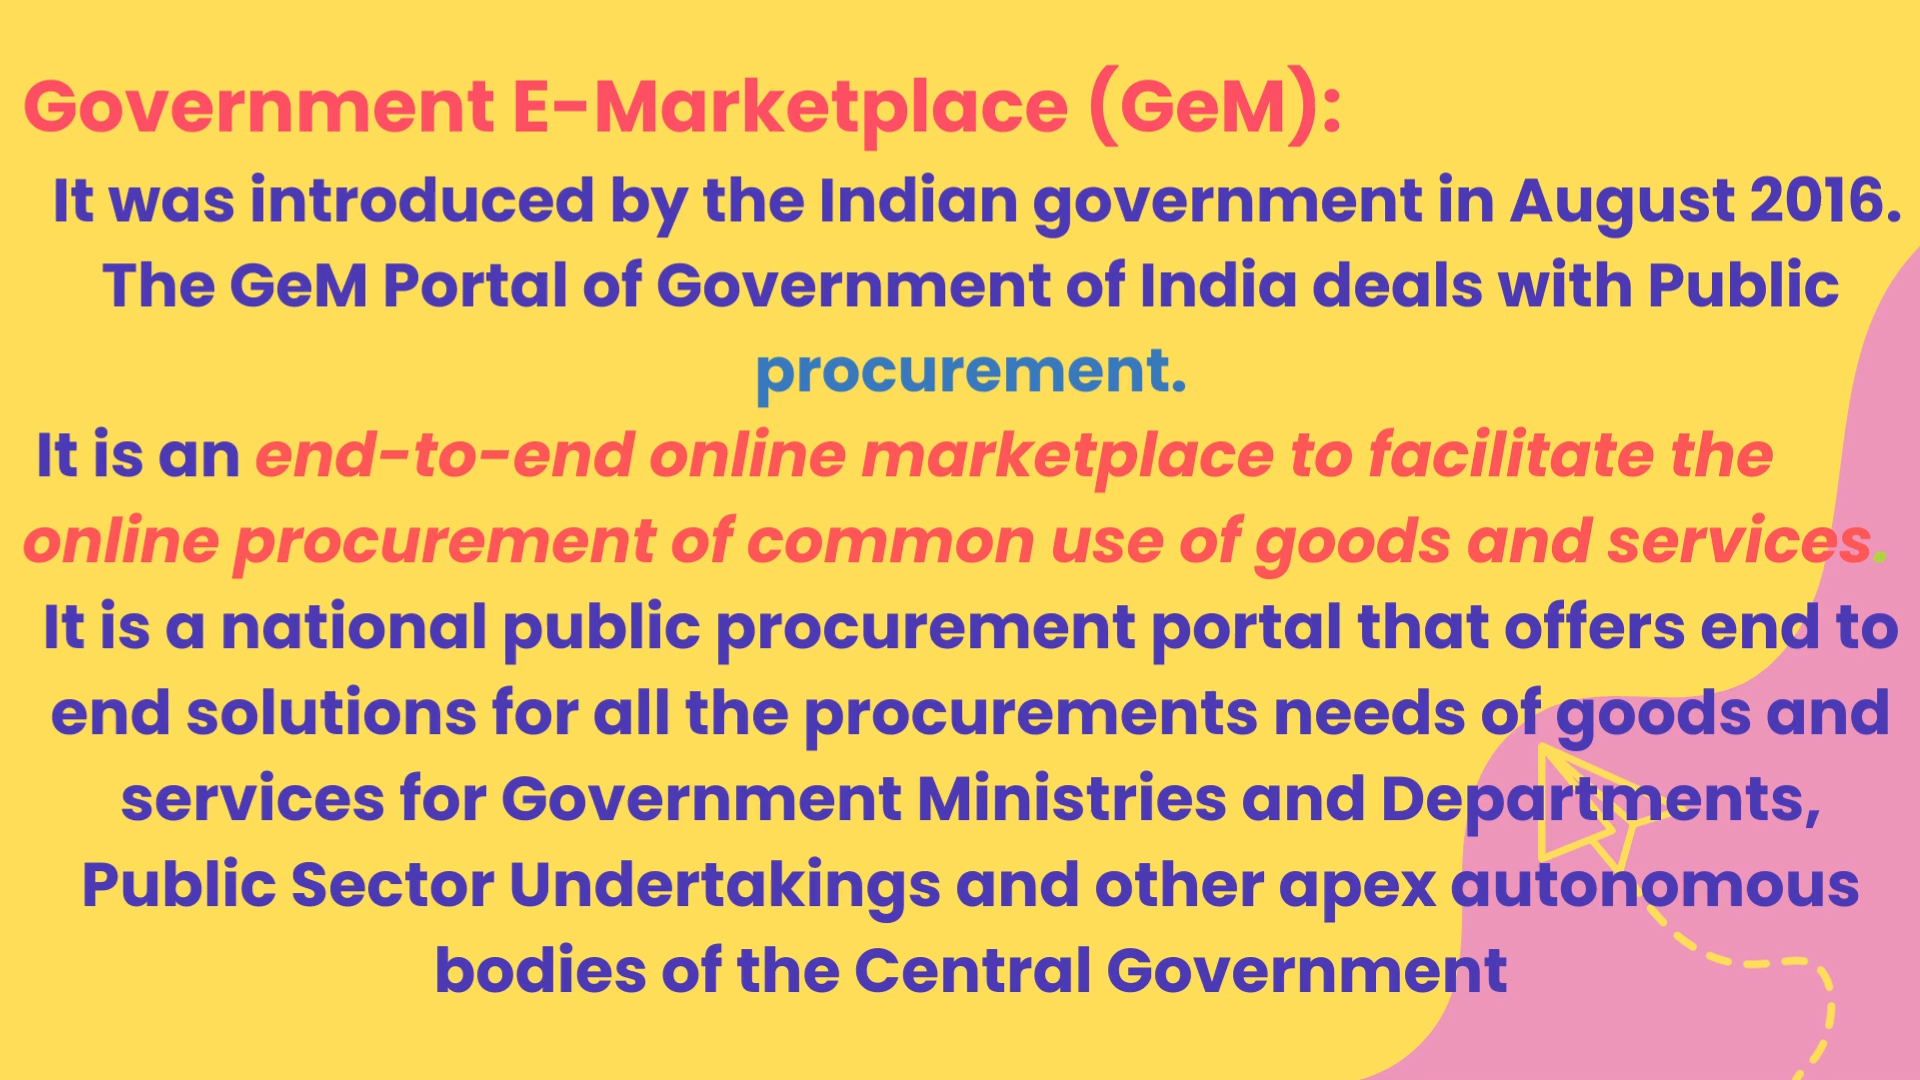 Government E-Marketplace (GeM):
It was introduced by the Indian government in August 2016.
The GeM Portal of Government of India deals with Public
procurement.
It is an end-to-end online marketplace to facilitate the
online procurement of common use of goods and services.
It is a national public procurement portal that offers end to
end solutions for all the procurements needs of goods and
services for Government Ministries and Departments,
Public Sector Undertakings and other apex autonomous
bodies of the Central Government